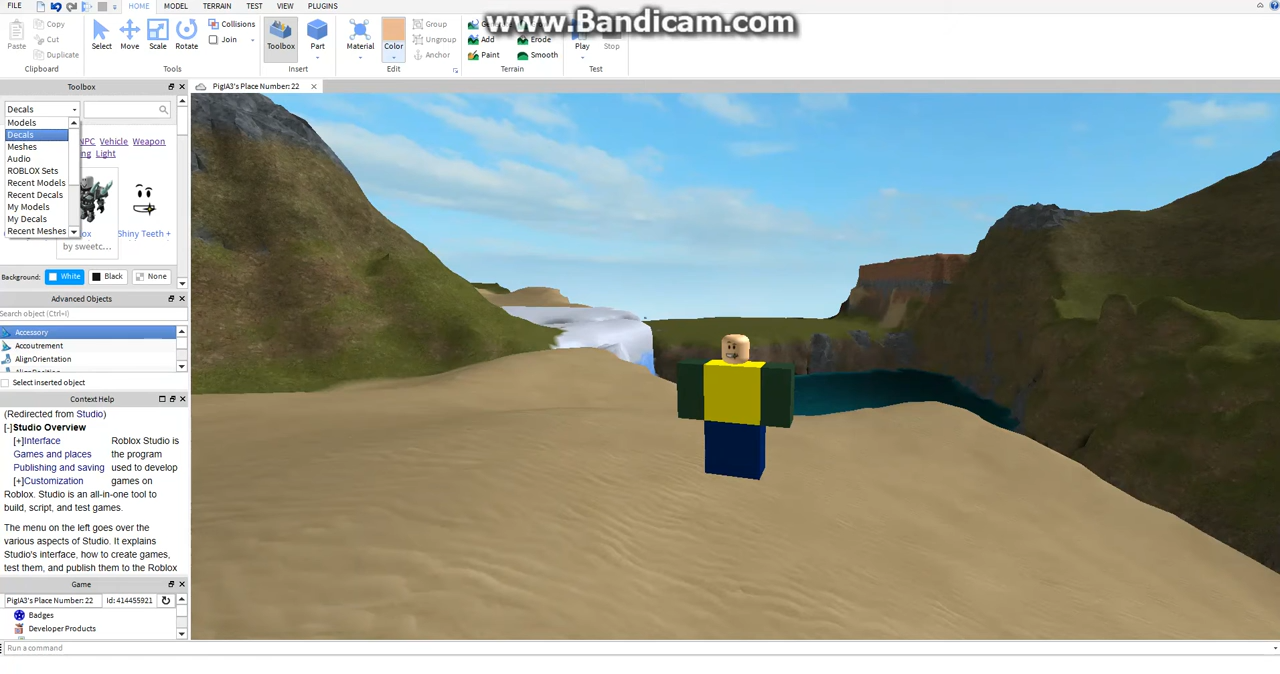 www.Bandicam.com
FILE HOME MODEL TERRAIN TEST VIEW PLUGINS
Paste Copy Cut Duplicate Clipboard
Select Move Scale Rotate Collisions Join Tools
Toolbox Part Insert
Material Color Group Ungroup Anchor Edit
Add Erode Paint Smooth Terrain
Play Stop Test
Toolbox
PigIA3's Place Number: 22
Decals
Models
Decals
Meshes
Audio
ROBLOX Sets
Recent Models
Recent Decals
My Models
My Decals
Recent Meshes
NPC Vehicle Weapon
Light
Shiny Teeth +
by sweetc...
Background: White Black None
Advanced Objects
Search object (Ctrl+i)
Accessory
Accoutrement
AlignOrientation
Select inserted object
Context Help
(Redirected from Studio)
[-]Studio Overview
[+]Interface
Games and places
Publishing and saving
[+]Customization
Roblox Studio is
the program
used to develop
games on
Roblox. Studio is an all-in-one tool to
build, script, and test games.
The menu on the left goes over the
various aspects of Studio. It explains
Studio's interface, how to create games,
test them, and publish them to the Roblox
Game
PigIA3's Place Number: 22 Id: 414455921
Badges
Developer Products
Run a command